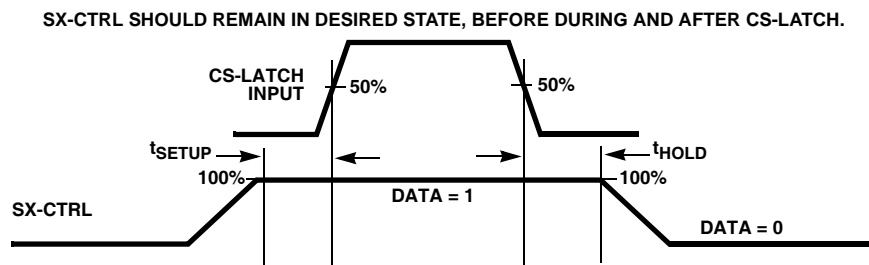 SX-CTRL SHOULD REMAIN IN DESIRED STATE, BEFORE DURING AND AFTER CS-LATCH.
CS-LATCH
INPUT
50%
50%
tSETUP
tHOLD
100%
100%
SX-CTRL
DATA = 1
DATA = 0